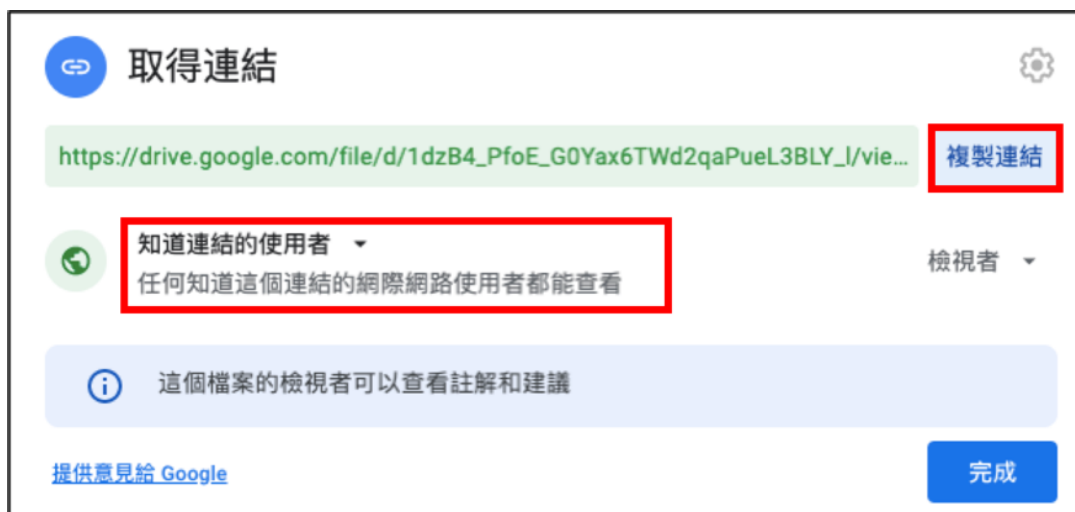 取得連結
https://drive.google.com/file/d/1dzB4_PfoE_G0Yax6TWd2qaPueL3BLY_l/vie...
複製連結
知道連結的使用者
任何知道這個連結的網際網路使用者都能查看
檢視者
這個檔案的檢視者可以查看註解和建議
提供意見給 Google
完成